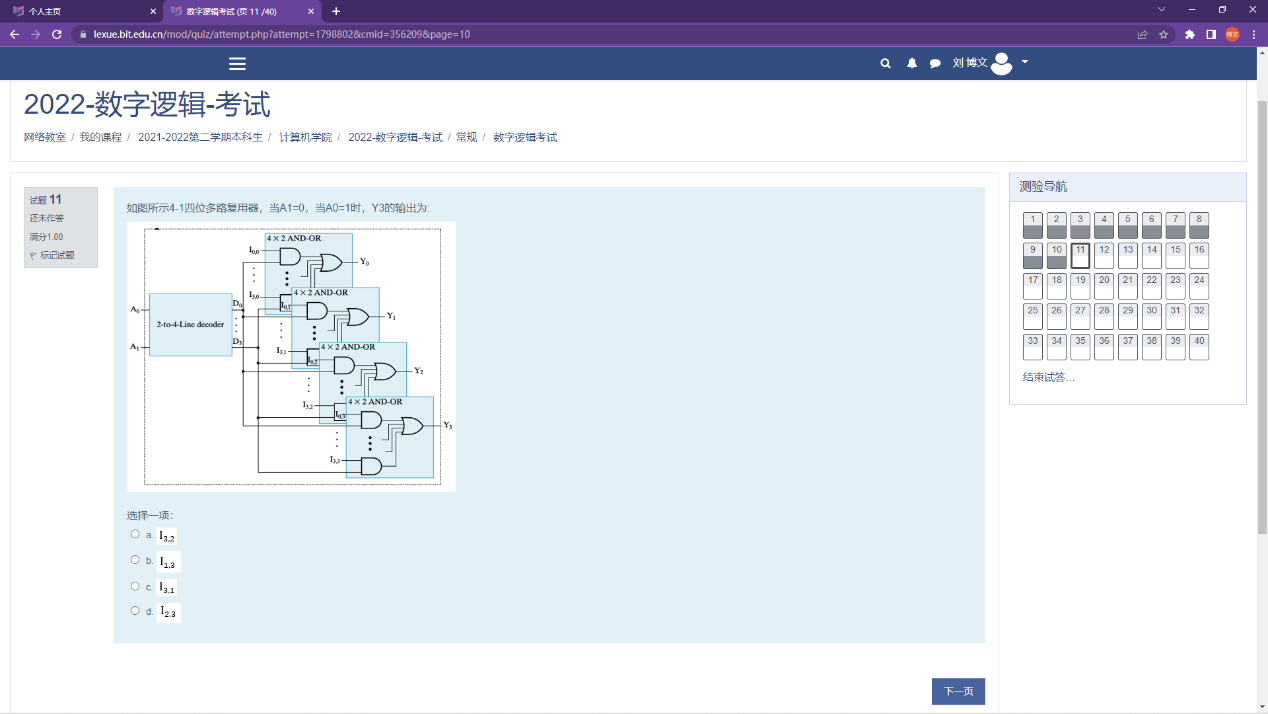 个人主页
数字逻辑考试 (页 11 /40)
lexue.bit.edu.cn/mod/quiz/attempt.php?attempt=1798802&cmid=356209&page=10
博文
刘 博文
2022-数字逻辑-考试
网络教室 / 我的课程 / 2021-2022第二学期本科生 / 计算机学院 / 2022-数字逻辑-考试 / 常规 / 数字逻辑考试
试题 11
还未作答
满分1.00
标记试题
如图所示4-1四位多路复用器，当A1=0，当A0=1时，Y3的输出为:
4 × 2 AND-OR
I0,0
Y0
I3,0
4 × 2 AND-OR
A0
D0
I0,1
2-to-4-Line decoder
Y1
A1
D3
I3,1
4 × 2 AND-OR
I0,2
Y2
I3,2
4 × 2 AND-OR
I0,3
Y3
I3,3
选择一项:
a. I3,2
b. I1,3
c. I3,1
d. I2,3
下一页
测验导航
1 2 3 4 5 6 7 8
9 10 11 12 13 14 15 16
17 18 19 20 21 22 23 24
25 26 27 28 29 30 31 32
33 34 35 36 37 38 39 40
结束试答…